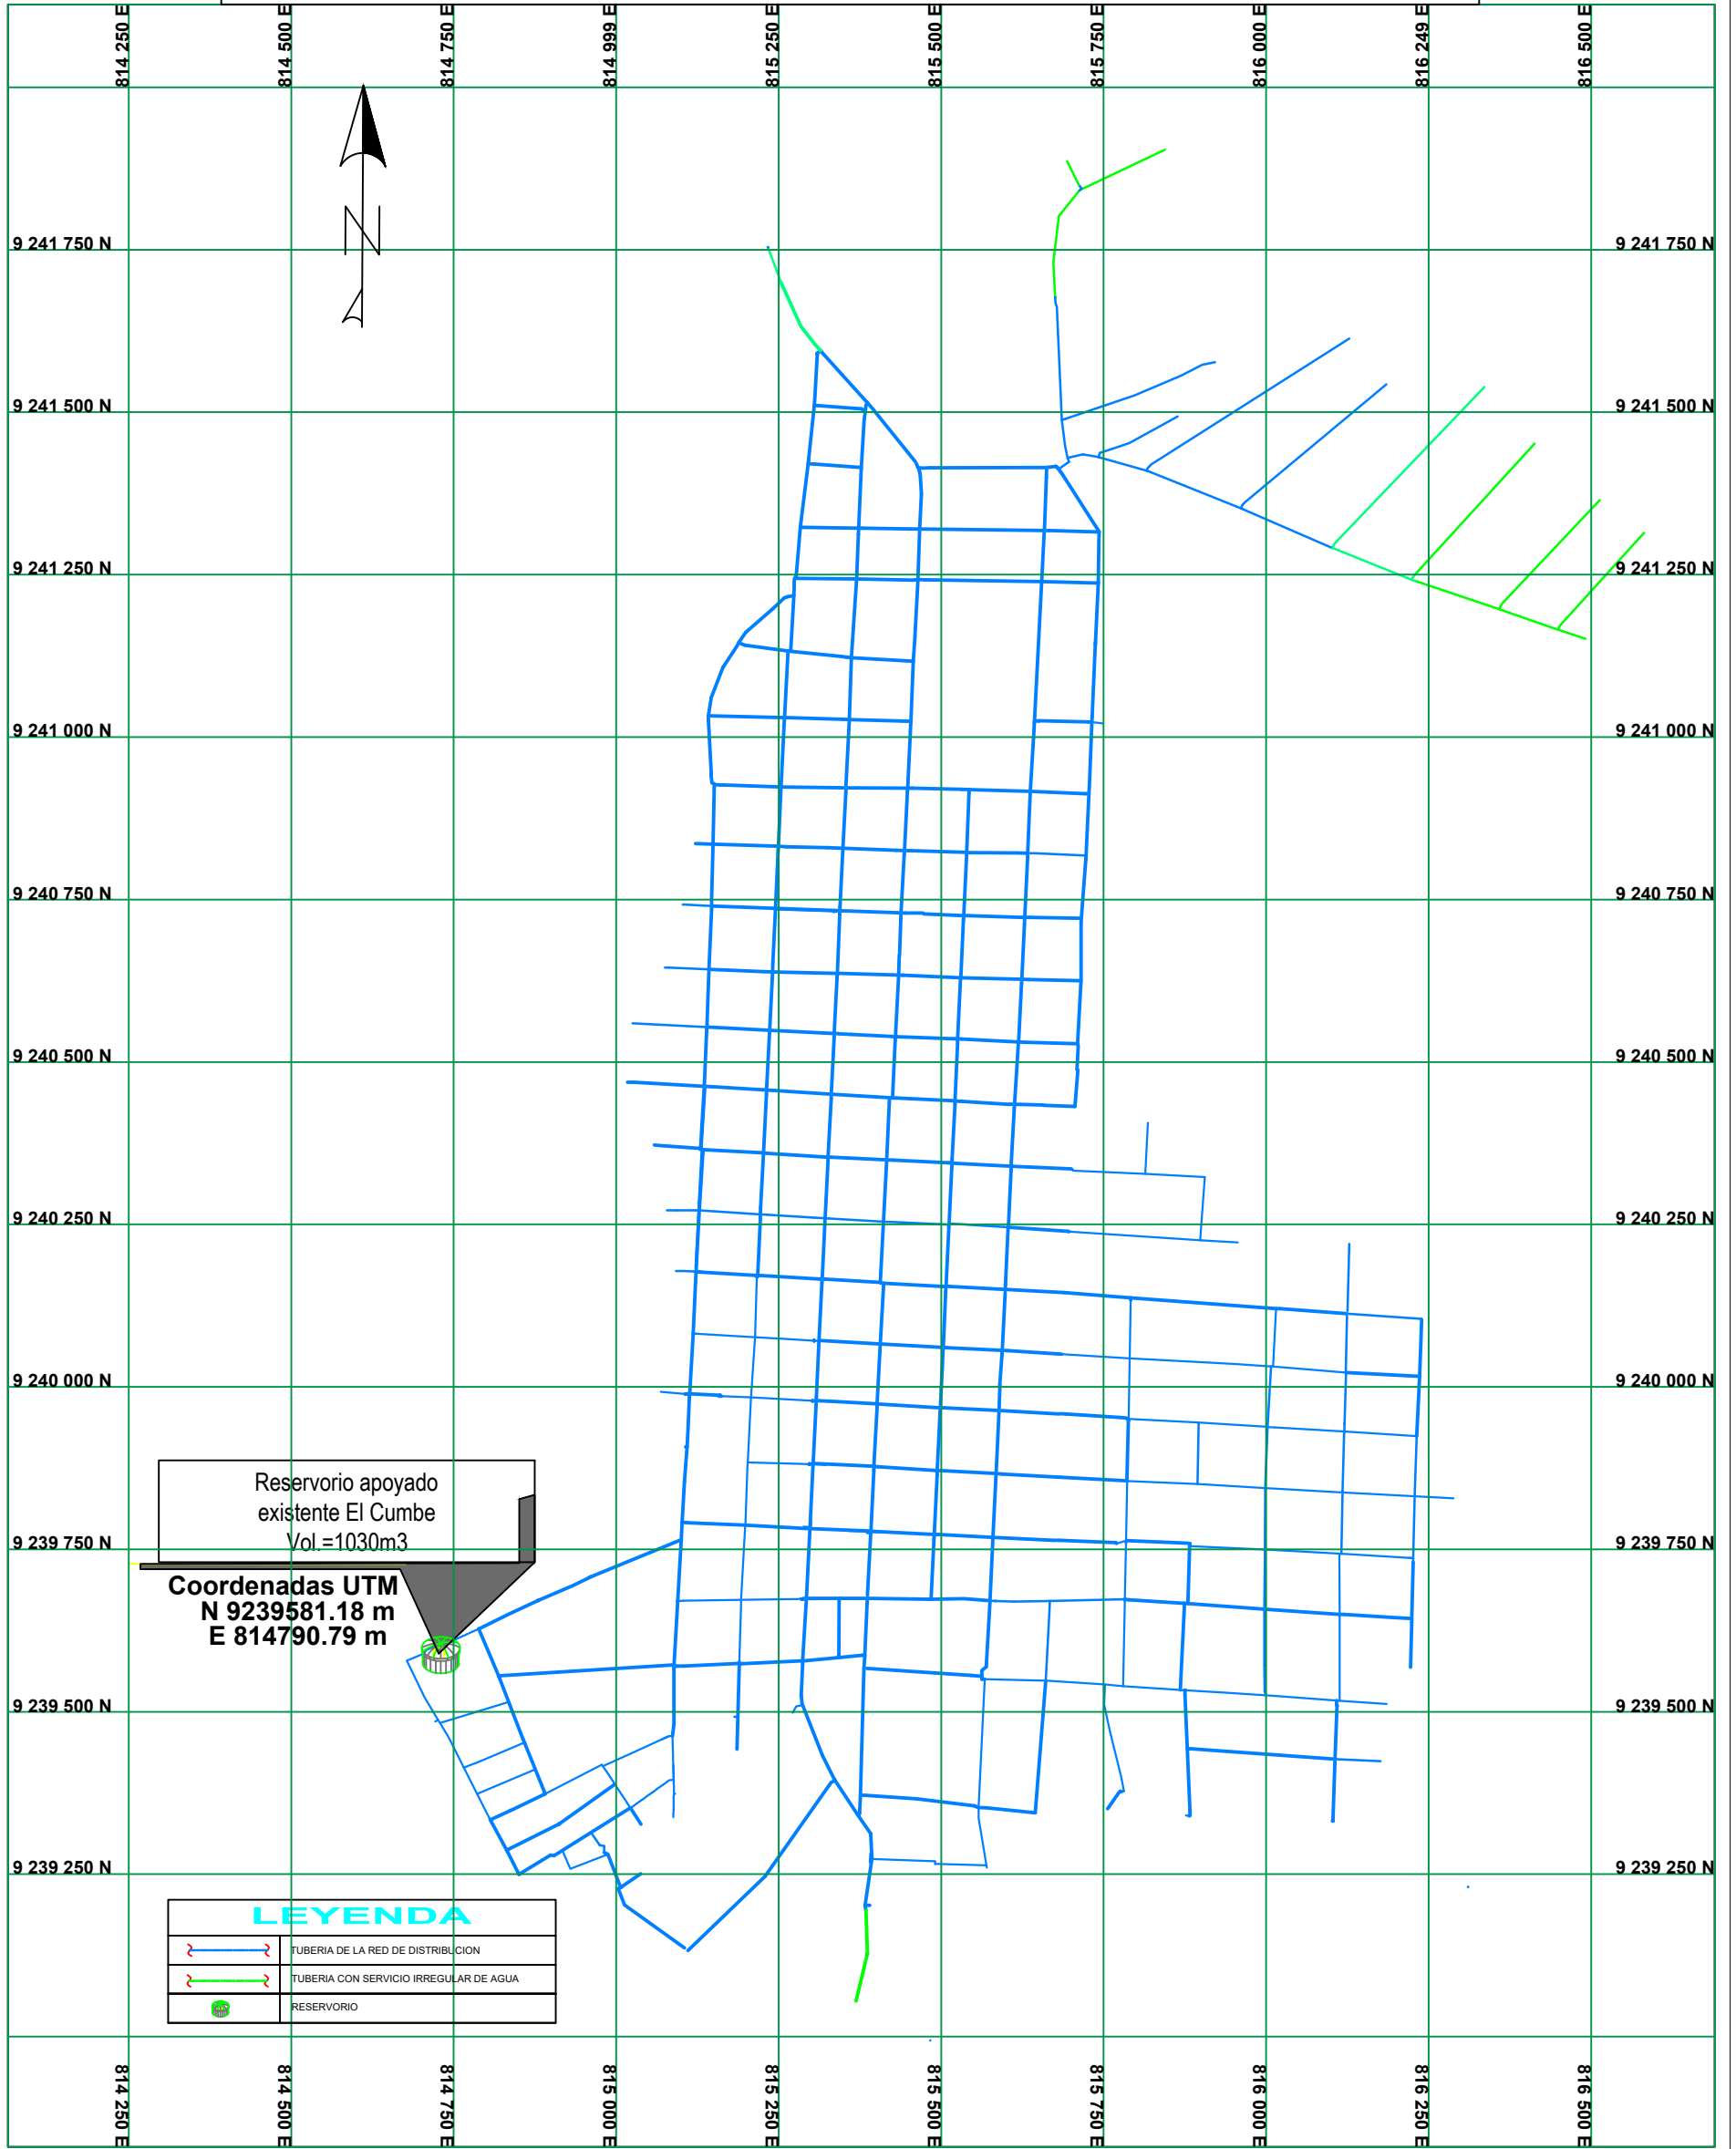 814 250 E
814 500 E
814 750 E
814 999 E
815 250 E
815 500 E
815 750 E
816 000 E
816 249 E
816 500 E
N
9 241 750 N
9 241 750 N
9 241 500 N
9 241 500 N
9 241 250 N
9 241 250 N
9 241 000 N
9 241 000 N
9 240 750 N
9 240 750 N
9 240 500 N
9 240 500 N
9 240 250 N
9 240 250 N
9 240 000 N
9 240 000 N
Reservorio apoyado
existente El Cumbe
Vol.=1030m3
9 239 750 N
9 239 750 N
Coordenadas UTM
N 9239581.18 m
E 814790.79 m
9 239 500 N
9 239 500 N
9 239 250 N
9 239 250 N
LEYENDA
TUBERIA DE LA RED DE DISTRIBUCION
TUBERIA CON SERVICIO IRREGULAR DE AGUA
RESERVORIO
814 250 E
814 500 E
814 750 E
815 000 E
815 250 E
815 500 E
815 750 E
816 000 E
816 250 E
816 500 E